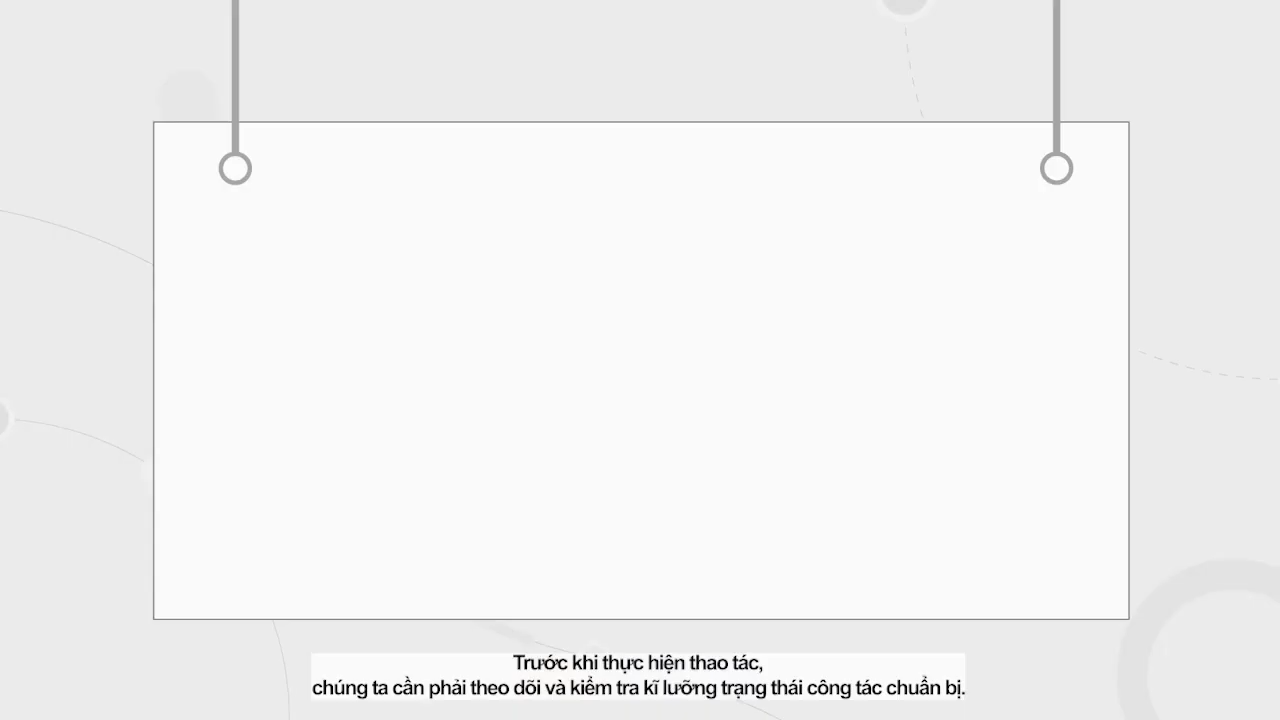 Trước khi thực hiện thao tác,
chúng ta cần phải theo dõi và kiểm tra kĩ lưỡng trạng thái công tác chuẩn bị.